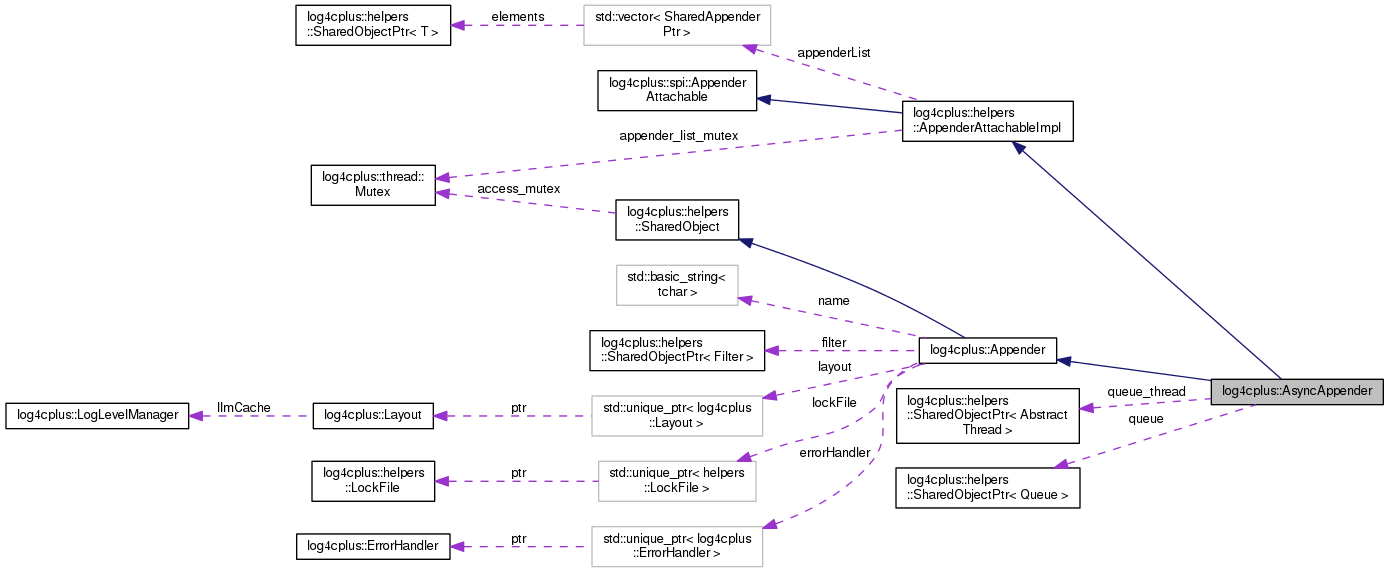 log4cplus::helpers
::SharedObjectPtr< T >
elements
std::vector< SharedAppender
Ptr >
appenderList
log4cplus::spi::Appender
Attachable
log4cplus::helpers
::AppenderAttachableImpl
appender_list_mutex
log4cplus::thread::
Mutex
access_mutex
log4cplus::helpers
::SharedObject
std::basic_string<
tchar >
name
log4cplus::helpers
::SharedObjectPtr< Filter >
filter
log4cplus::Appender
layout
log4cplus::AsyncAppender
queue_thread
log4cplus::helpers
::SharedObjectPtr< Abstract
Thread >
queue
log4cplus::helpers
::SharedObjectPtr< Queue >
log4cplus::LogLevelManager
llmCache
log4cplus::Layout
ptr
std::unique_ptr< log4cplus
::Layout >
lockFile
log4cplus::helpers
::LockFile
ptr
std::unique_ptr< helpers
::LockFile >
errorHandler
log4cplus::ErrorHandler
ptr
std::unique_ptr< log4cplus
::ErrorHandler >